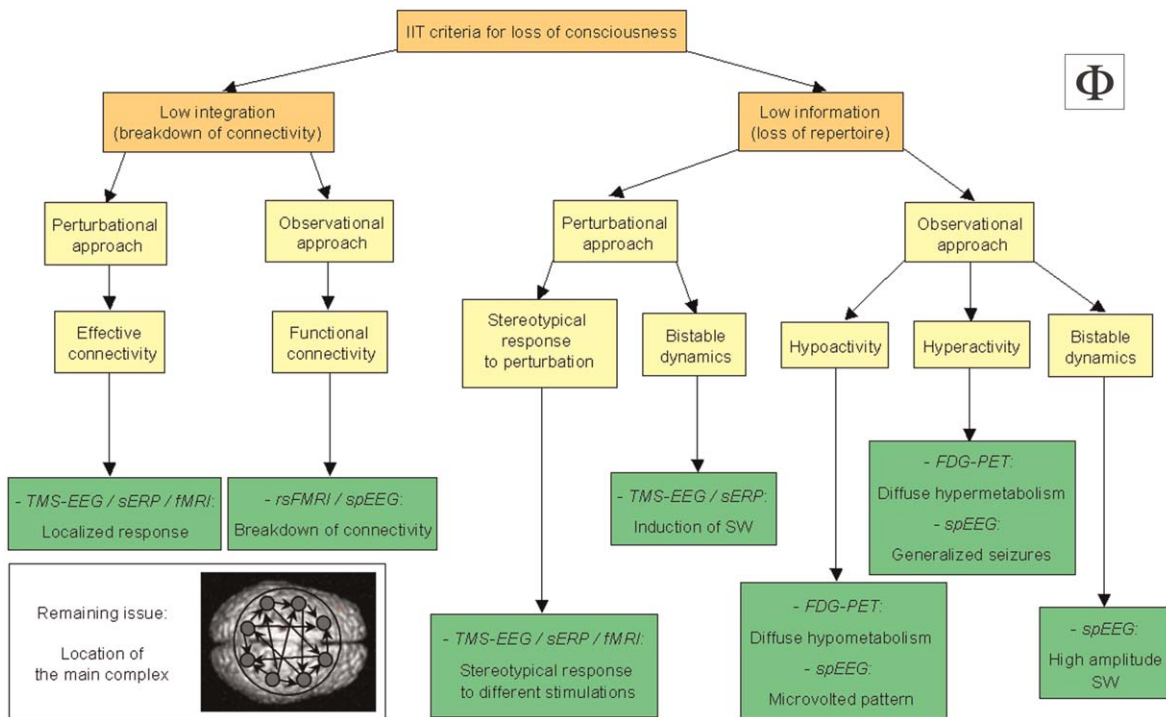 IIT criteria for loss of consciousness
Φ
Low integration
(breakdown of connectivity)
Low information
(loss of repertoire)
Perturbational
approach
Observational
approach
Perturbational
approach
Observational
approach
Effective
connectivity
Functional
connectivity
Stereotypical
response
to perturbation
Bistable
dynamics
Hypoactivity
Hyperactivity
Bistable
dynamics
- TMS-EEG / sERP / fMRI:
Localized response
- rsFMRI / spEEG:
Breakdown of connectivity
- TMS-EEG / sERP:
Induction of SW
- FDG-PET:
Diffuse hypermetabolism
- spEEG:
Generalized seizures
Remaining issue:
Location of
the main complex
- TMS-EEG / sERP / fMRI:
Stereotypical response
to different stimulations
- FDG-PET:
Diffuse hypometabolism
- spEEG:
Microvolted pattern
- spEEG:
High amplitude
SW